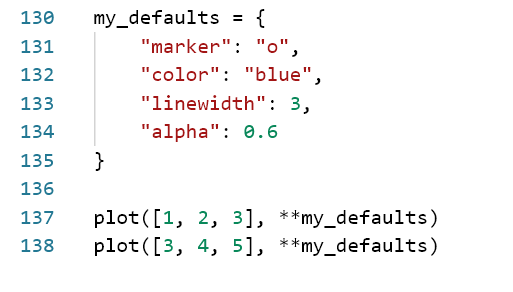 130 my_defaults = {
131     "marker": "o",
132     "color": "blue",
133     "linewidth": 3,
134     "alpha": 0.6
135 }
136
137 plot([1, 2, 3], **my_defaults)
138 plot([3, 4, 5], **my_defaults)